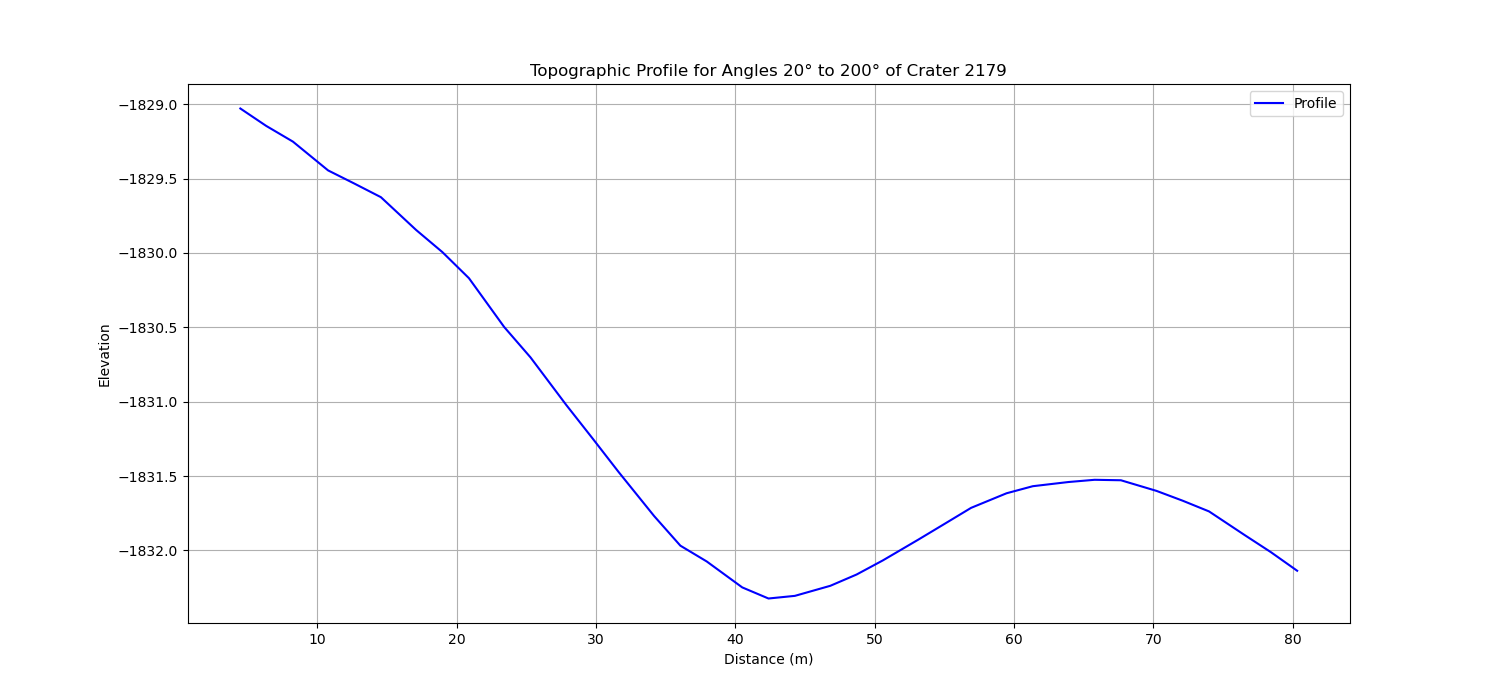 Topographic Profile for Angles 20° to 200° of Crater 2179
Profile
Elevation
−1829.0
−1829.5
−1830.0
−1830.5
−1831.0
−1831.5
−1832.0
10 20 30 40 50 60 70 80
Distance (m)